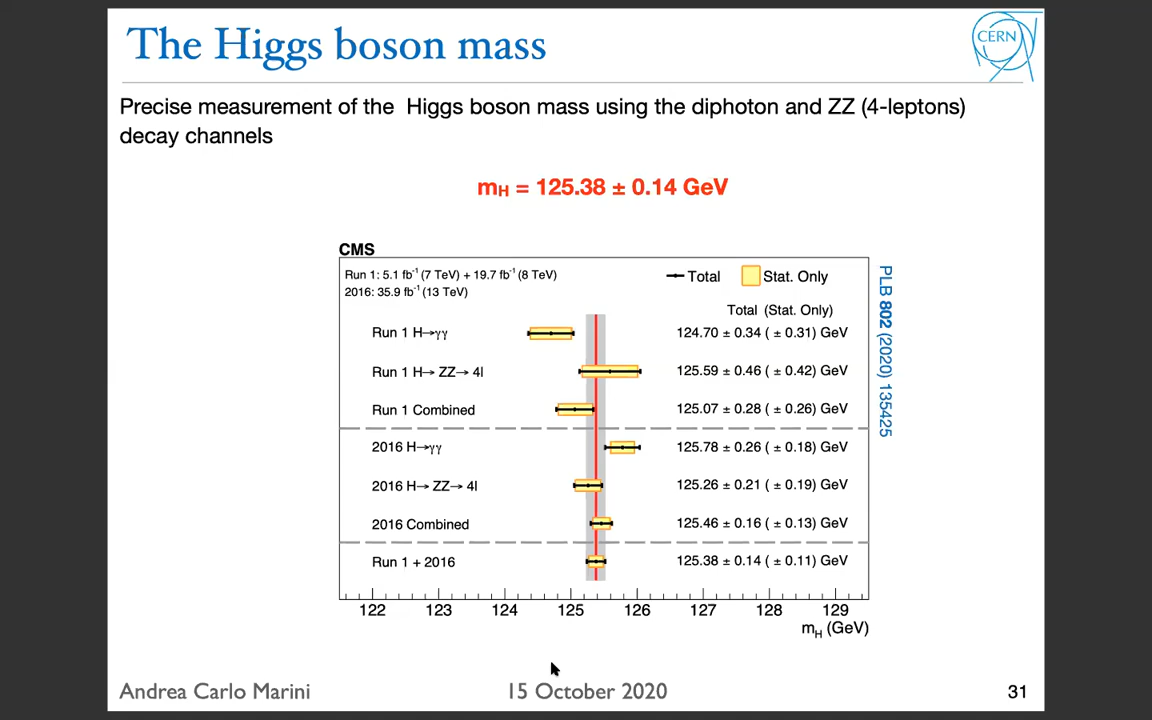 The Higgs boson mass
CERN
Precise measurement of the Higgs boson mass using the diphoton and ZZ (4-leptons)
decay channels
mH = 125.38 ± 0.14 GeV
CMS
Run 1: 5.1 fb⁻¹ (7 TeV) + 19.7 fb⁻¹ (8 TeV)
2016: 35.9 fb⁻¹ (13 TeV)
Total Stat. Only
Total (Stat. Only)
Run 1 H→γγ 124.70 ± 0.34 ( ± 0.31) GeV
Run 1 H→ ZZ→ 4l 125.59 ± 0.46 ( ± 0.42) GeV
Run 1 Combined 125.07 ± 0.28 ( ± 0.26) GeV
2016 H→γγ 125.78 ± 0.26 ( ± 0.18) GeV
2016 H→ ZZ→ 4l 125.26 ± 0.21 ( ± 0.19) GeV
2016 Combined 125.46 ± 0.16 ( ± 0.13) GeV
Run 1 + 2016 125.38 ± 0.14 ( ± 0.11) GeV
122 123 124 125 126 127 128 129
mH (GeV)
PLB 802 (2020) 135425
Andrea Carlo Marini 15 October 2020 31